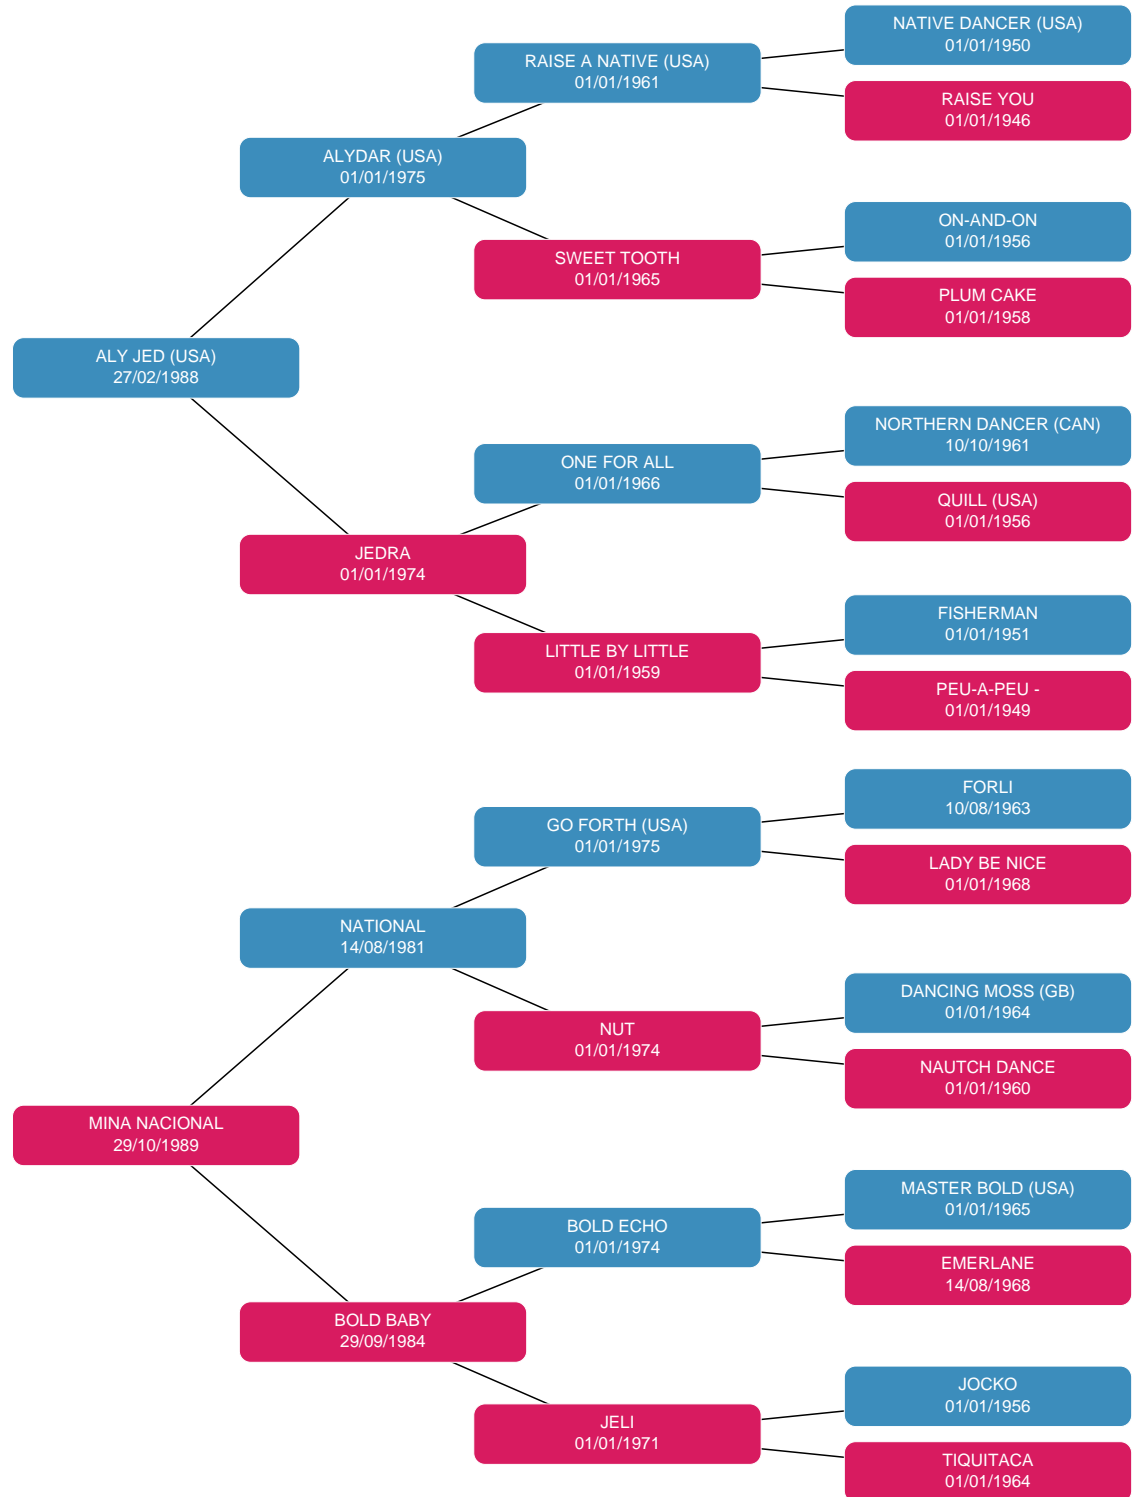 NATIVE DANCER (USA)
01/01/1950
RAISE A NATIVE (USA)
01/01/1961
RAISE YOU
01/01/1946
ALYDAR (USA)
01/01/1975
ON-AND-ON
01/01/1956
SWEET TOOTH
01/01/1965
PLUM CAKE
01/01/1958
ALY JED (USA)
27/02/1988
NORTHERN DANCER (CAN)
10/10/1961
ONE FOR ALL
01/01/1966
QUILL (USA)
01/01/1956
JEDRA
01/01/1974
FISHERMAN
01/01/1951
LITTLE BY LITTLE
01/01/1959
PEU-A-PEU -
01/01/1949
FORLI
10/08/1963
GO FORTH (USA)
01/01/1975
LADY BE NICE
01/01/1968
NATIONAL
14/08/1981
DANCING MOSS (GB)
01/01/1964
NUT
01/01/1974
NAUTCH DANCE
01/01/1960
MINA NACIONAL
29/10/1989
MASTER BOLD (USA)
01/01/1965
BOLD ECHO
01/01/1974
EMERLANE
14/08/1968
BOLD BABY
29/09/1984
JOCKO
01/01/1956
JELI
01/01/1971
TIQUITACA
01/01/1964